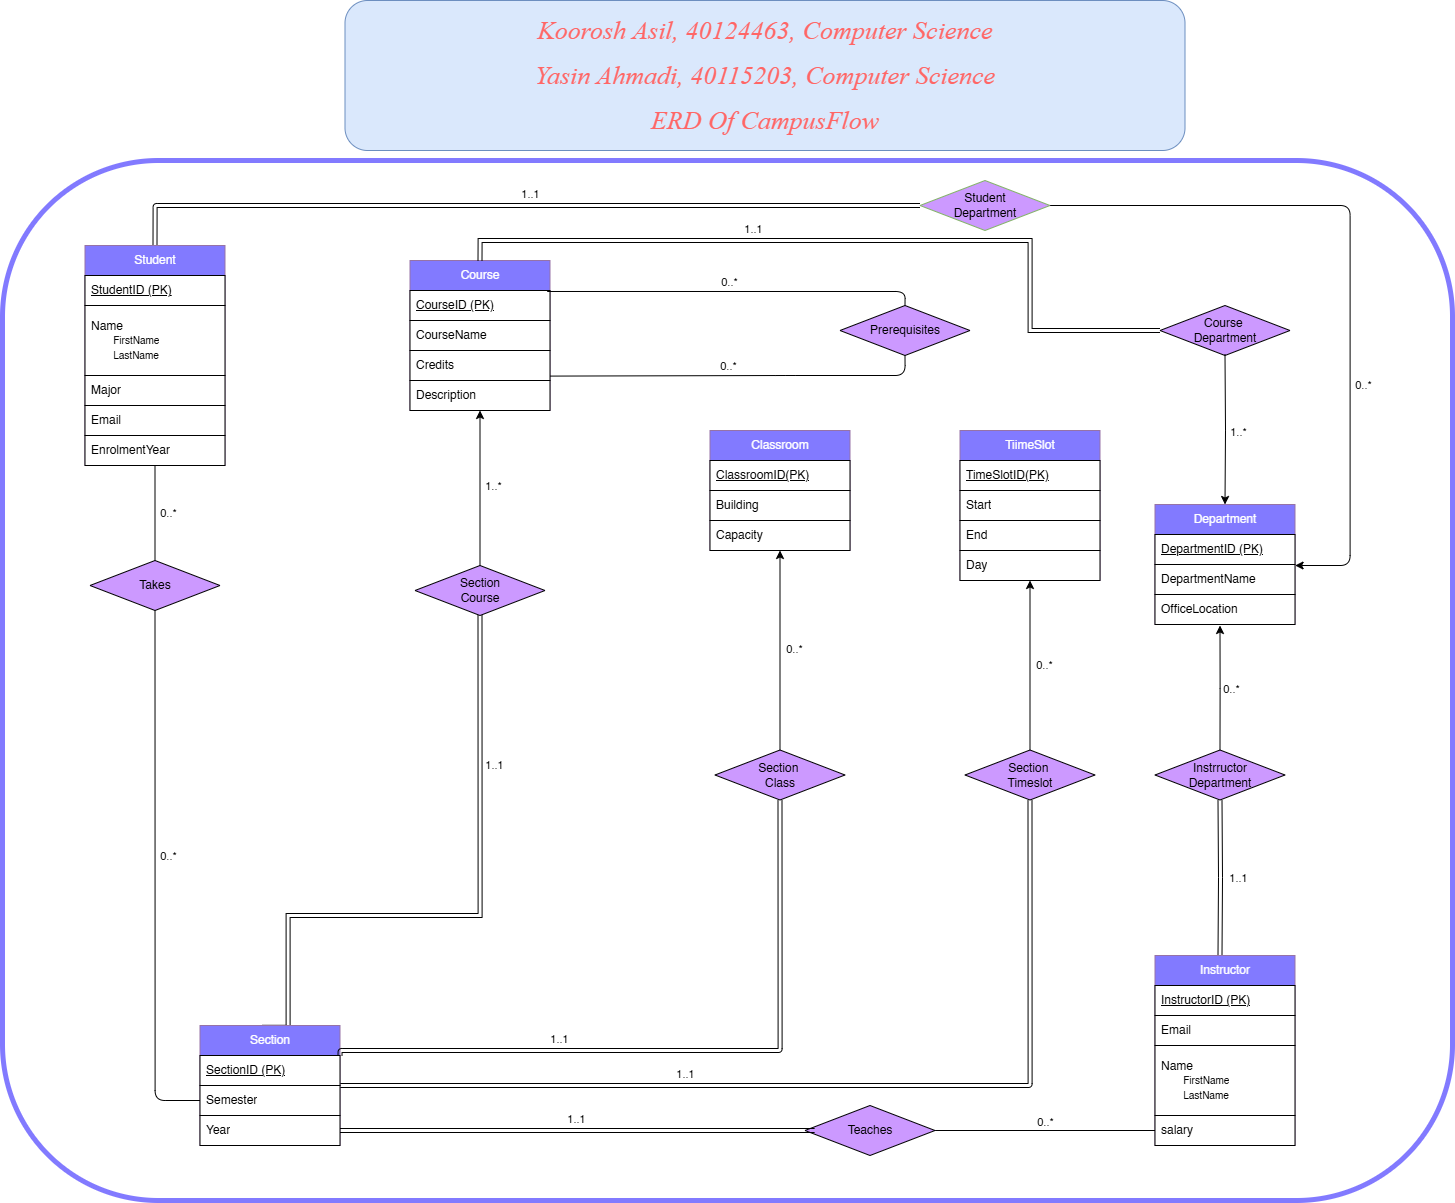 Koorosh Asil, 40124463, Computer Science
Yasin Ahmadi, 40115203, Computer Science
ERD Of CampusFlow
Student
Department
1..1
1..1
0..*
Student
StudentID (PK)
Name
FirstName
LastName
Major
Email
EnrolmentYear
Course
CourseID (PK)
CourseName
Credits
Description
0..*
Prerequisites
0..*
Course
Department
1..*
Classroom
ClassroomID(PK)
Building
Capacity
TiimeSlot
TimeSlotID(PK)
Start
End
Day
Department
DepartmentID (PK)
DepartmentName
OfficeLocation
0..*
1..*
Takes
Section
Course
0..*
0..*
0..*
Section
Class
Section
Timeslot
Instrructor
Department
0..*
1..1
1..1
Instructor
InstructorID (PK)
Email
Name
FirstName
LastName
salary
Section
SectionID (PK)
Semester
Year
1..1
1..1
1..1
Teaches
0..*